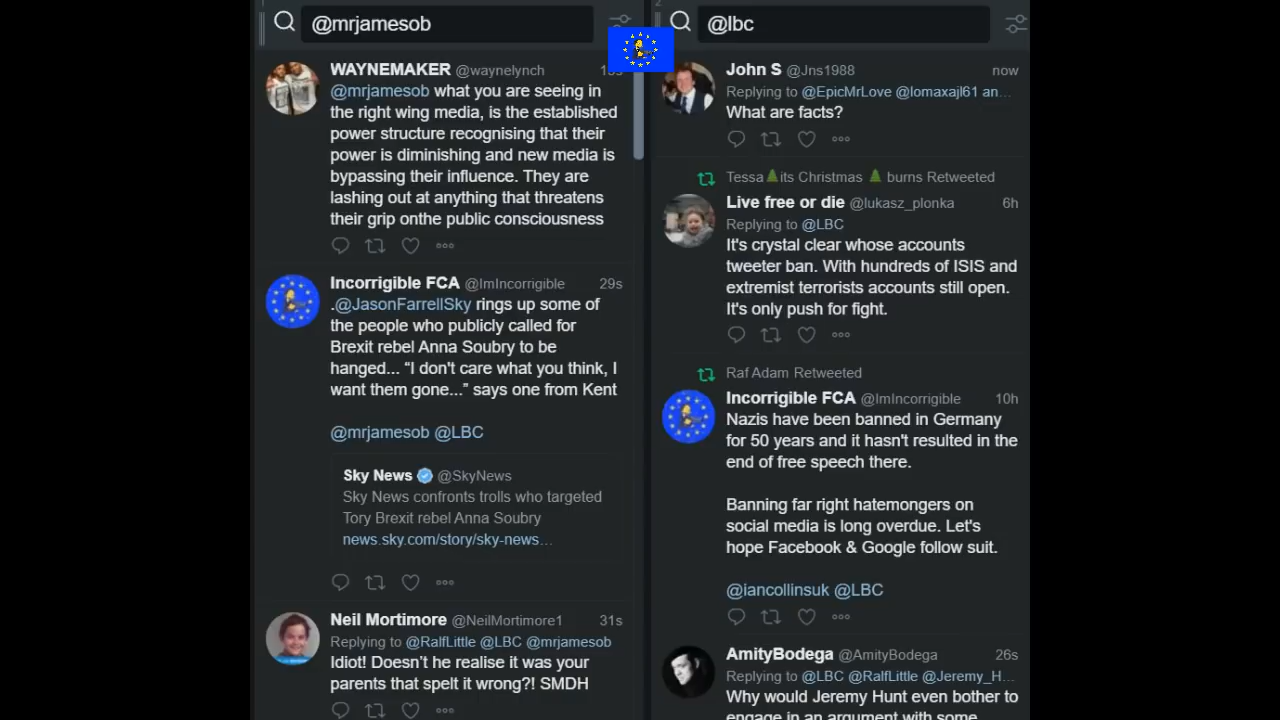 @mrjamesob
WAYNEMAKER @waynelynch
@mrjamesob what you are seeing in
the right wing media, is the established
power structure recognising that their
power is diminishing and new media is
bypassing their influence. They are
lashing out at anything that threatens
their grip onthe public consciousness
Incorrigible FCA @ImIncorrigible 29s
.@JasonFarrellSky rings up some of
the people who publicly called for
Brexit rebel Anna Soubry to be
hanged... “I don't care what you think, I
want them gone...” says one from Kent
@mrjamesob @LBC
Sky News @SkyNews
Sky News confronts trolls who targeted
Tory Brexit rebel Anna Soubry
news.sky.com/story/sky-news…
Neil Mortimore @NeilMortimore1 31s
Replying to @RalfLittle @LBC @mrjamesob
Idiot! Doesn’t he realise it was your
parents that spelt it wrong?! SMDH
2
@lbc
John S @Jns1988 now
Replying to @EpicMrLove @lomaxajl61 an…
What are facts?
Tessa its Christmas burns Retweeted
Live free or die @lukasz_plonka 6h
Replying to @LBC
It's crystal clear whose accounts
tweeter ban. With hundreds of ISIS and
extremist terrorists accounts still open.
It's only push for fight.
Raf Adam Retweeted
Incorrigible FCA @ImIncorrigible 10h
Nazis have been banned in Germany
for 50 years and it hasn't resulted in the
end of free speech there.
Banning far right hatemongers on
social media is long overdue. Let's
hope Facebook & Google follow suit.
@iancollinsuk @LBC
AmityBodega @AmityBodega 26s
Replying to @LBC @RalfLittle @Jeremy_H…
Why would Jeremy Hunt even bother to
engage in an argument with some